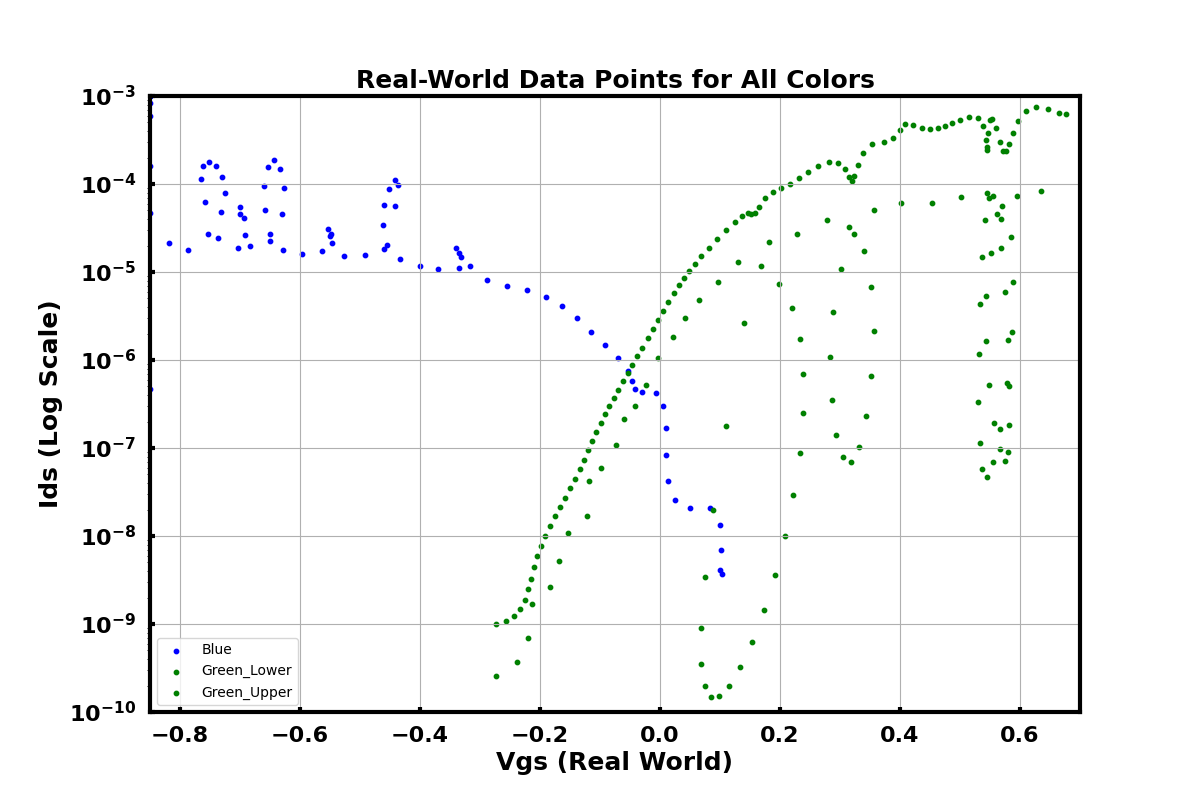 Real-World Data Points for All Colors
Ids (Log Scale)
10⁻³
10⁻⁴
10⁻⁵
10⁻⁶
10⁻⁷
10⁻⁸
10⁻⁹
10⁻¹⁰
Blue
Green_Lower
Green_Upper
−0.8 −0.6 −0.4 −0.2 0.0 0.2 0.4 0.6
Vgs (Real World)